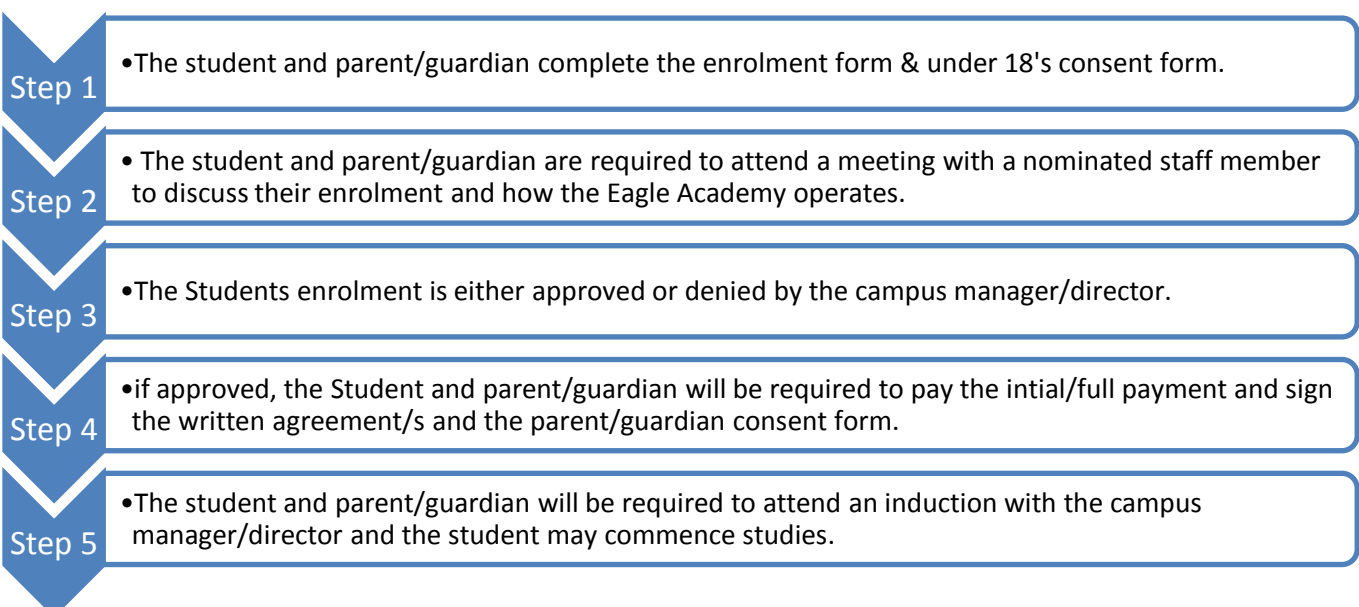 Step 1
•The student and parent/guardian complete the enrolment form & under 18's consent form.
Step 2
• The student and parent/guardian are required to attend a meeting with a nominated staff member
to discuss their enrolment and how the Eagle Academy operates.
Step 3
•The Students enrolment is either approved or denied by the campus manager/director.
Step 4
•if approved, the Student and parent/guardian will be required to pay the intial/full payment and sign
the written agreement/s and the parent/guardian consent form.
Step 5
•The student and parent/guardian will be required to attend an induction with the campus
manager/director and the student may commence studies.